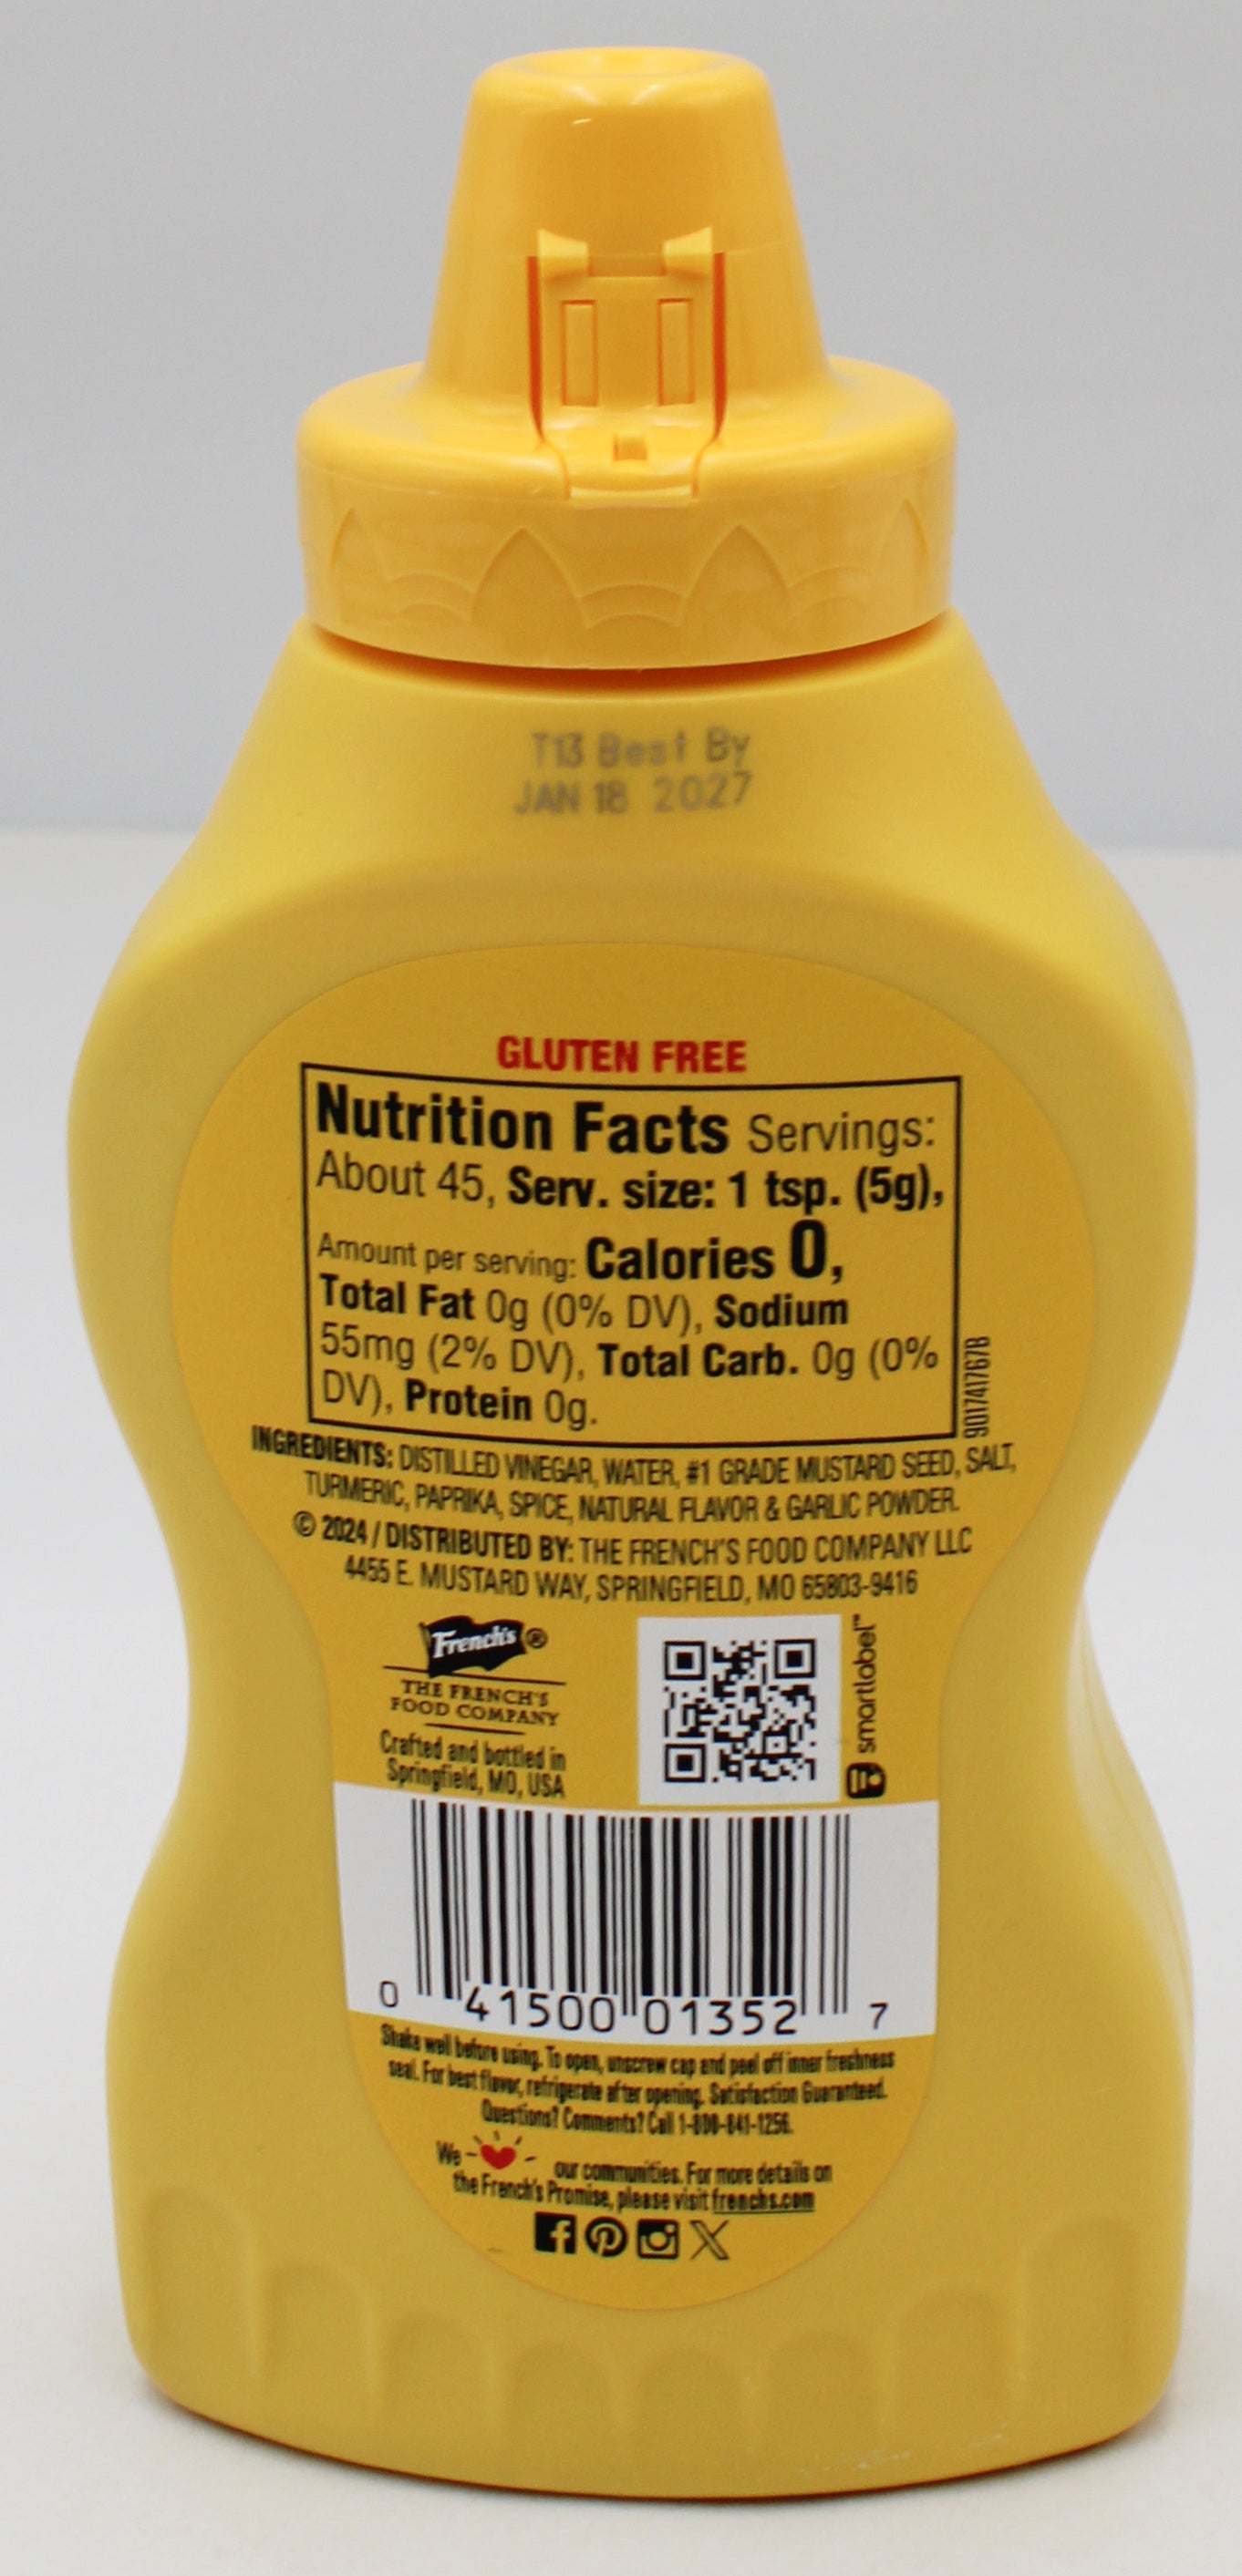 T13 Best By
JAN 18 2027
GLUTEN FREE
Nutrition Facts Servings:
About 45, Serv. size: 1 tsp. (5g),
Amount per serving: Calories 0,
Total Fat 0g (0% DV), Sodium
55mg (2% DV), Total Carb. 0g (0%
DV), Protein 0g.
901741767B
INGREDIENTS: DISTILLED VINEGAR, WATER, #1 GRADE MUSTARD SEED, SALT,
TURMERIC, PAPRIKA, SPICE, NATURAL FLAVOR & GARLIC POWDER.
© 2024 / DISTRIBUTED BY: THE FRENCH'S FOOD COMPANY LLC
4455 E. MUSTARD WAY, SPRINGFIELD, MO 65803-9416
French's®
THE FRENCH'S
FOOD COMPANY
Crafted and bottled in
Springfield, MO, USA
smartlabel™
0 41500 01352 7
Shake well before using. To open, unscrew cap and peel off inner freshness
seal. For best flavor, refrigerate after opening. Satisfaction Guaranteed.
Questions? Comments? Call 1-800-841-1256.
We our communities. For more details on
the French's Promise, please visit frenchs.com